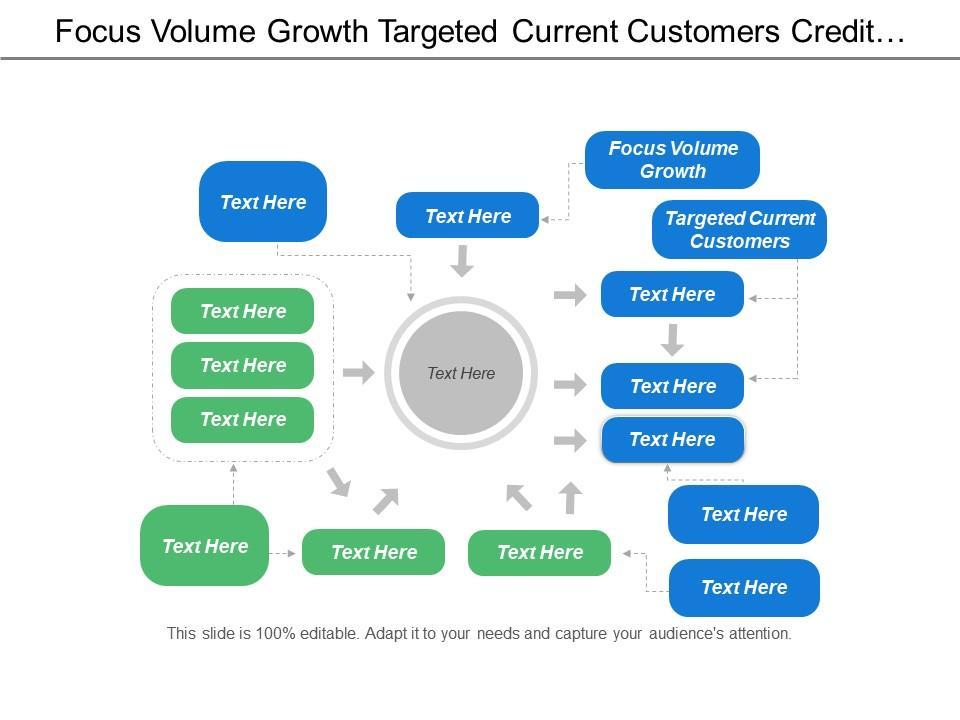 Focus Volume Growth Targeted Current Customers Credit…
Focus Volume
Growth
Text Here
Text Here
Targeted Current
Customers
Text Here
Text Here
Text Here
Text Here
Text Here
Text Here
Text Here
Text Here
Text Here
Text Here
Text Here
Text Here
Text Here
This slide is 100% editable. Adapt it to your needs and capture your audience's attention.